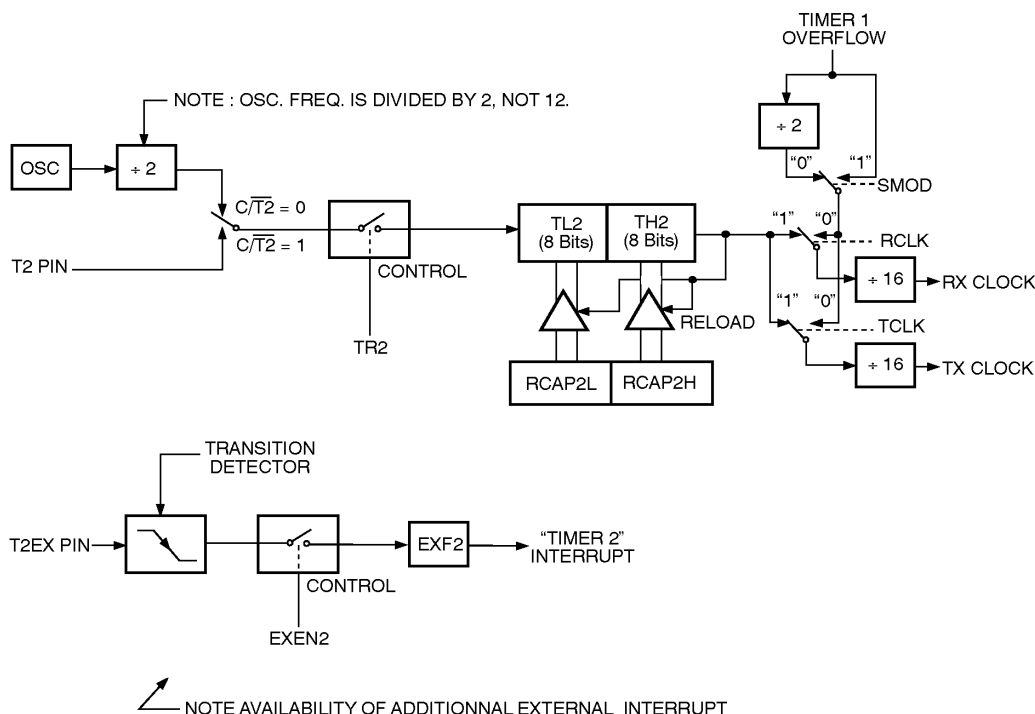 TIMER 1
OVERFLOW
NOTE : OSC. FREQ. IS DIVIDED BY 2, NOT 12.
÷ 2
OSC
÷ 2
"0"
"1"
SMOD
C/T2 = 0
C/T2 = 1
T2 PIN
CONTROL
TR2
TL2
(8 Bits)
TH2
(8 Bits)
"1"
"0"
RCLK
÷ 16
RX CLOCK
RELOAD
"1"
"0"
TCLK
÷ 16
TX CLOCK
RCAP2L
RCAP2H
TRANSITION
DETECTOR
T2EX PIN
CONTROL
EXEN2
EXF2
"TIMER 2"
INTERRUPT
NOTE AVAILABILITY OF ADDITIONNAL EXTERNAL INTERRUPT